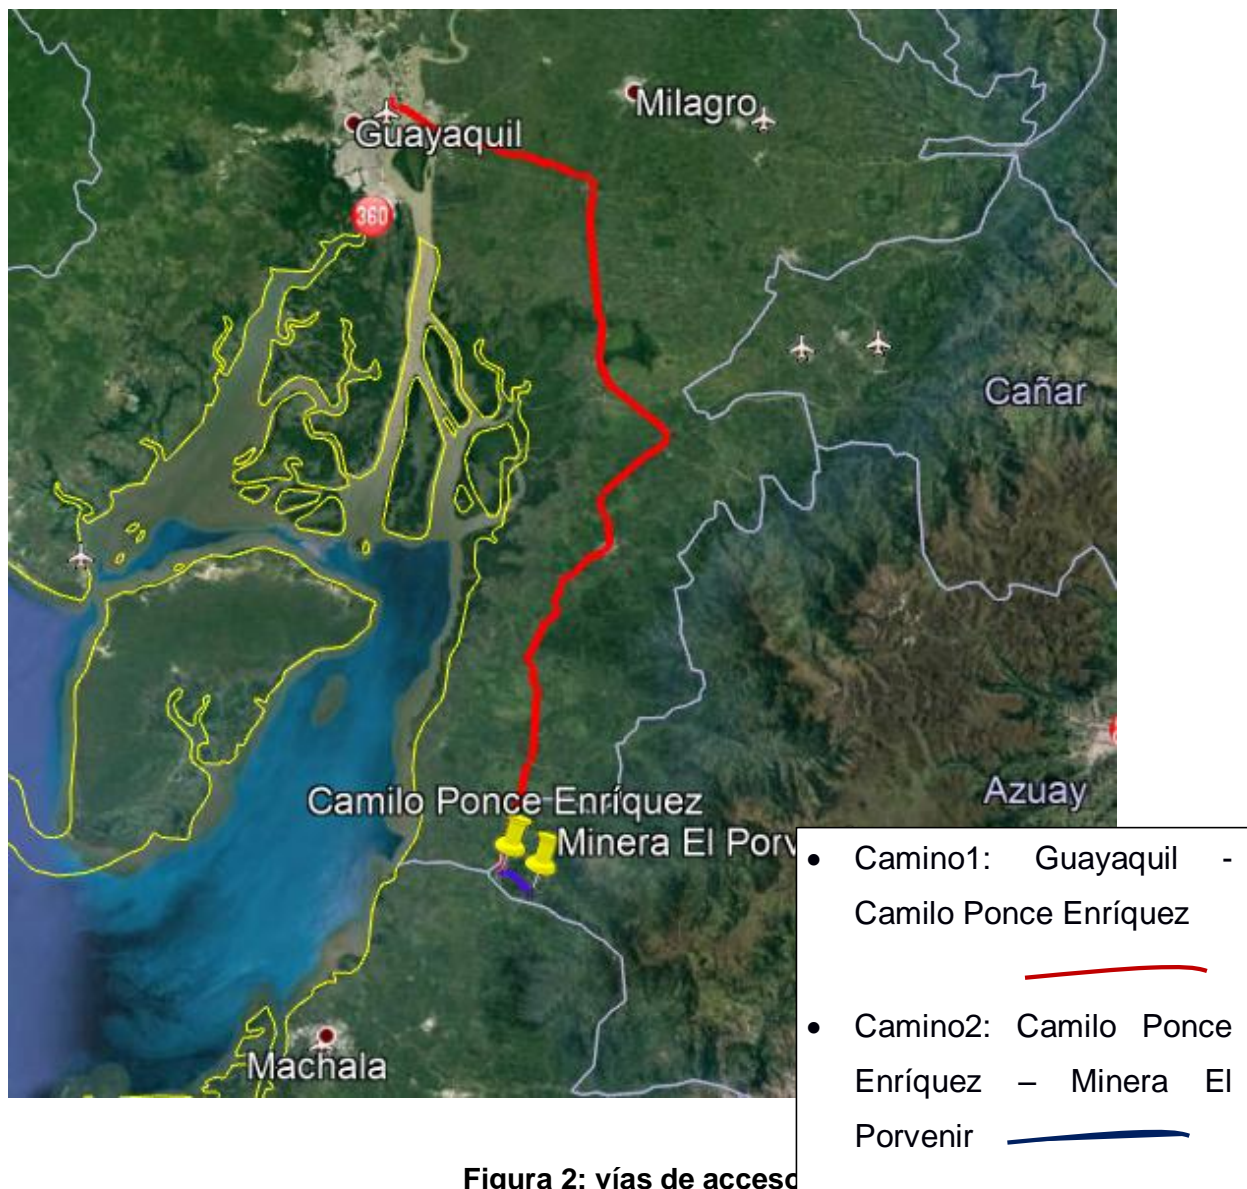 Milagro
Guayaquil
360
Cañar
Azuay
Camilo Ponce Enríquez
Minera El Porv
Machala
• Camino1: Guayaquil -
Camilo Ponce Enríquez
• Camino2: Camilo Ponce
Enríquez – Minera El
Porvenir
Figura 2: vías de acceso